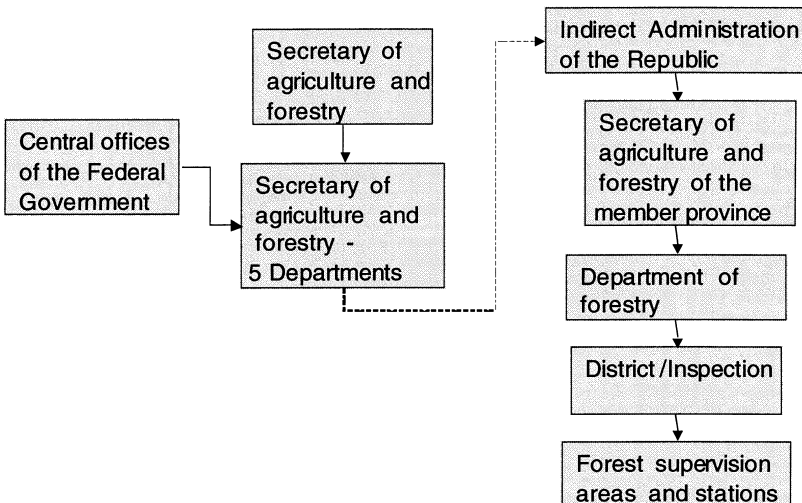 Central offices
of the Federal
Government
Secretary of
agriculture and
forestry
Secretary of
agriculture and
forestry -
5 Departments
Indirect Administration
of the Republic
Secretary of
agriculture and
forestry of the
member province
Department of
forestry
District /Inspection
Forest supervision
areas and stations